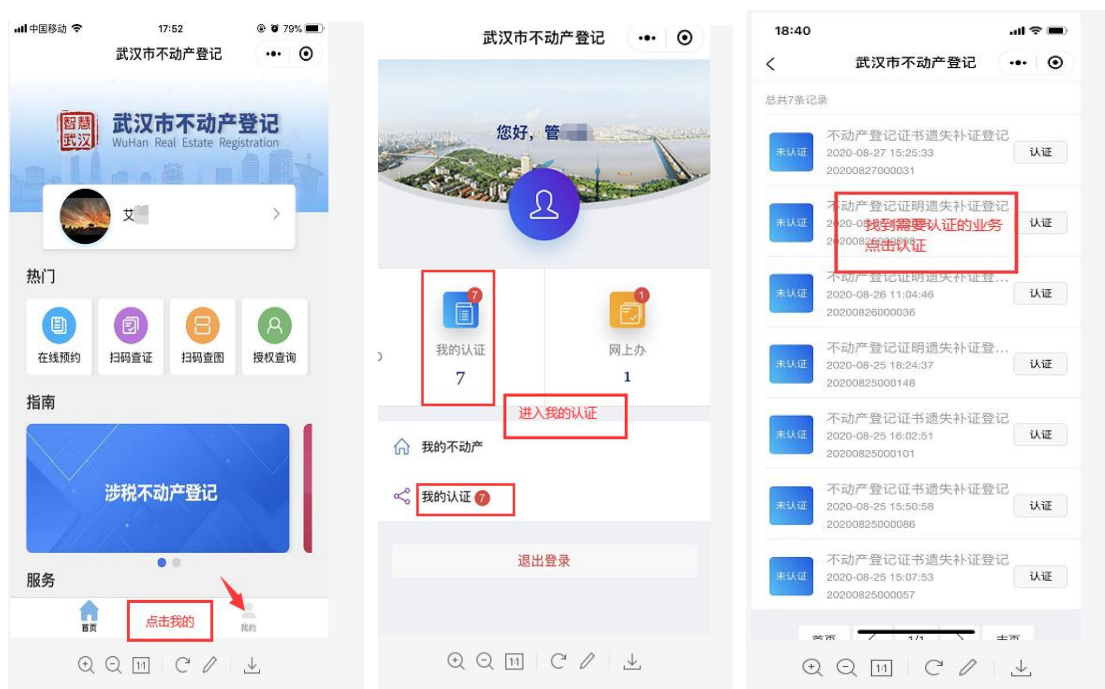 中国移动
17:52
79%
武汉市不动产登记
智慧
武汉
武汉市不动产登记
WuHan Real Estate Registration
艾
热门
在线预约
扫码查证
扫码查图
授权查询
指南
涉税不动产登记
服务
首页
点击我的
我的
1:1
武汉市不动产登记
您好，管
7
我的认证
7
1
网上办
1
进入我的认证
我的不动产
我的认证 7
退出登录
1:1
18:40
武汉市不动产登记
总共7条记录
未认证
不动产登记证书遗失补证登记
2020-08-27 15:25:33
20200827000031
认证
未认证
不动产登记证明遗失补证登记
认证
找到需要认证的业务
点击认证
未认证
不动产登记证明遗失补证登...
2020-08-26 11:04:46
20200826000036
认证
未认证
不动产登记证明遗失补证登...
2020-08-25 18:24:37
20200825000148
认证
未认证
不动产登记证书遗失补证登记
2020-08-25 16:02:51
20200825000101
认证
未认证
不动产登记证书遗失补证登记
2020-08-25 15:50:58
20200825000086
认证
未认证
不动产登记证书遗失补证登记
2020-08-25 15:07:53
20200825000057
认证
首页
1/1
末页
1:1